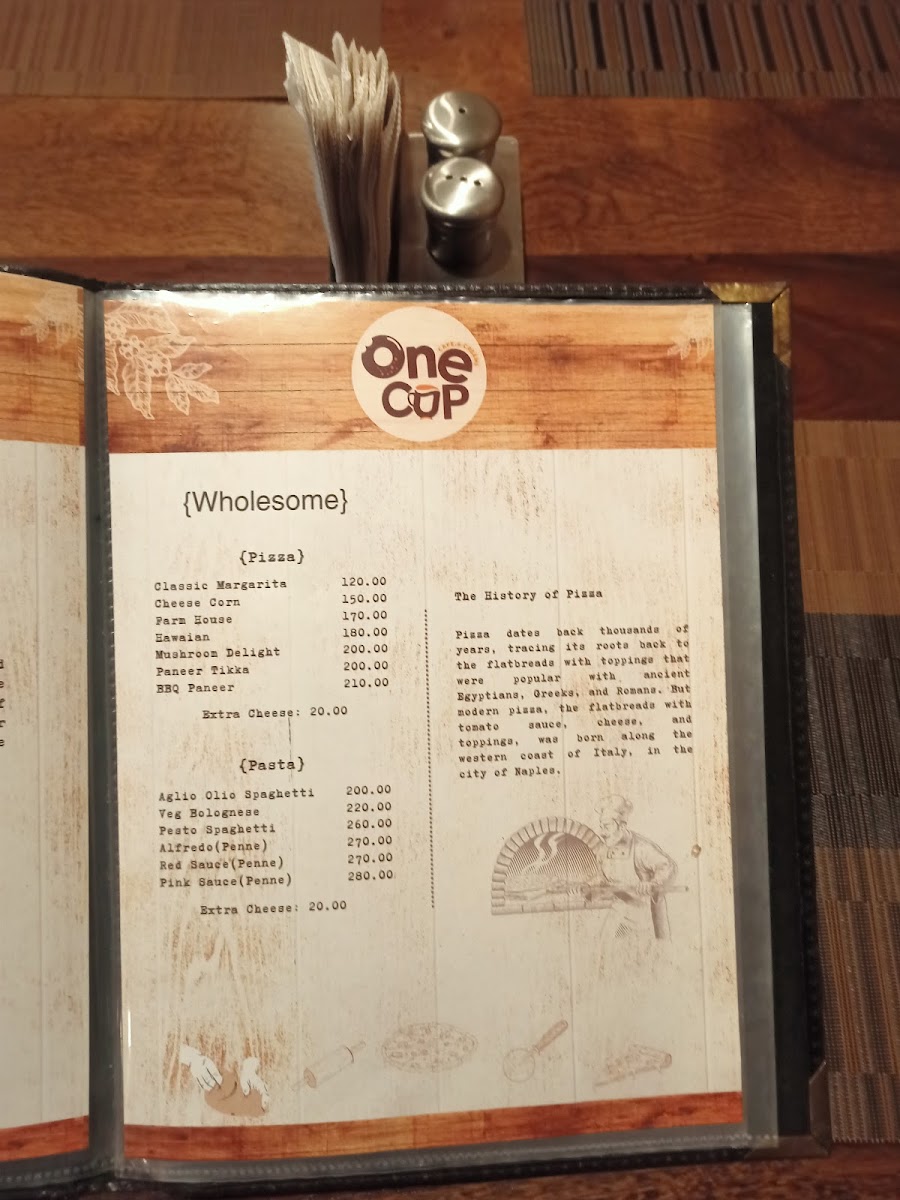 One
CUP
{Wholesome}
{Pizza}
Classic Margarita 120.00
Cheese Corn 150.00
Farm House 170.00
Hawaian 180.00
Mushroom Delight 200.00
Paneer Tikka 200.00
BBQ Paneer 210.00
Extra Cheese: 20.00
{Pasta}
Aglio Olio Spaghetti 200.00
Veg Bolognese 220.00
Pesto Spaghetti 260.00
Alfredo(Penne) 270.00
Red Sauce(Penne) 270.00
Pink Sauce(Penne) 280.00
Extra Cheese: 20.00
The History of Pizza
Pizza dates back thousands of
years, tracing its roots back to
the flatbreads with toppings that
were popular with ancient
Egyptians, Greeks, and Romans. But
modern pizza, the flatbreads with
tomato sauce, cheese, and
toppings, was born along the
western coast of Italy, in the
city of Naples.